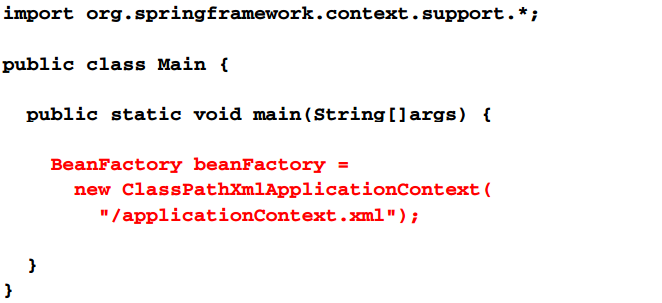 import org.springframework.context.support.*;
public class Main {
public static void main(String[]args) {
BeanFactory beanFactory =
new ClassPathXmlApplicationContext(
"/applicationContext.xml");
}
}